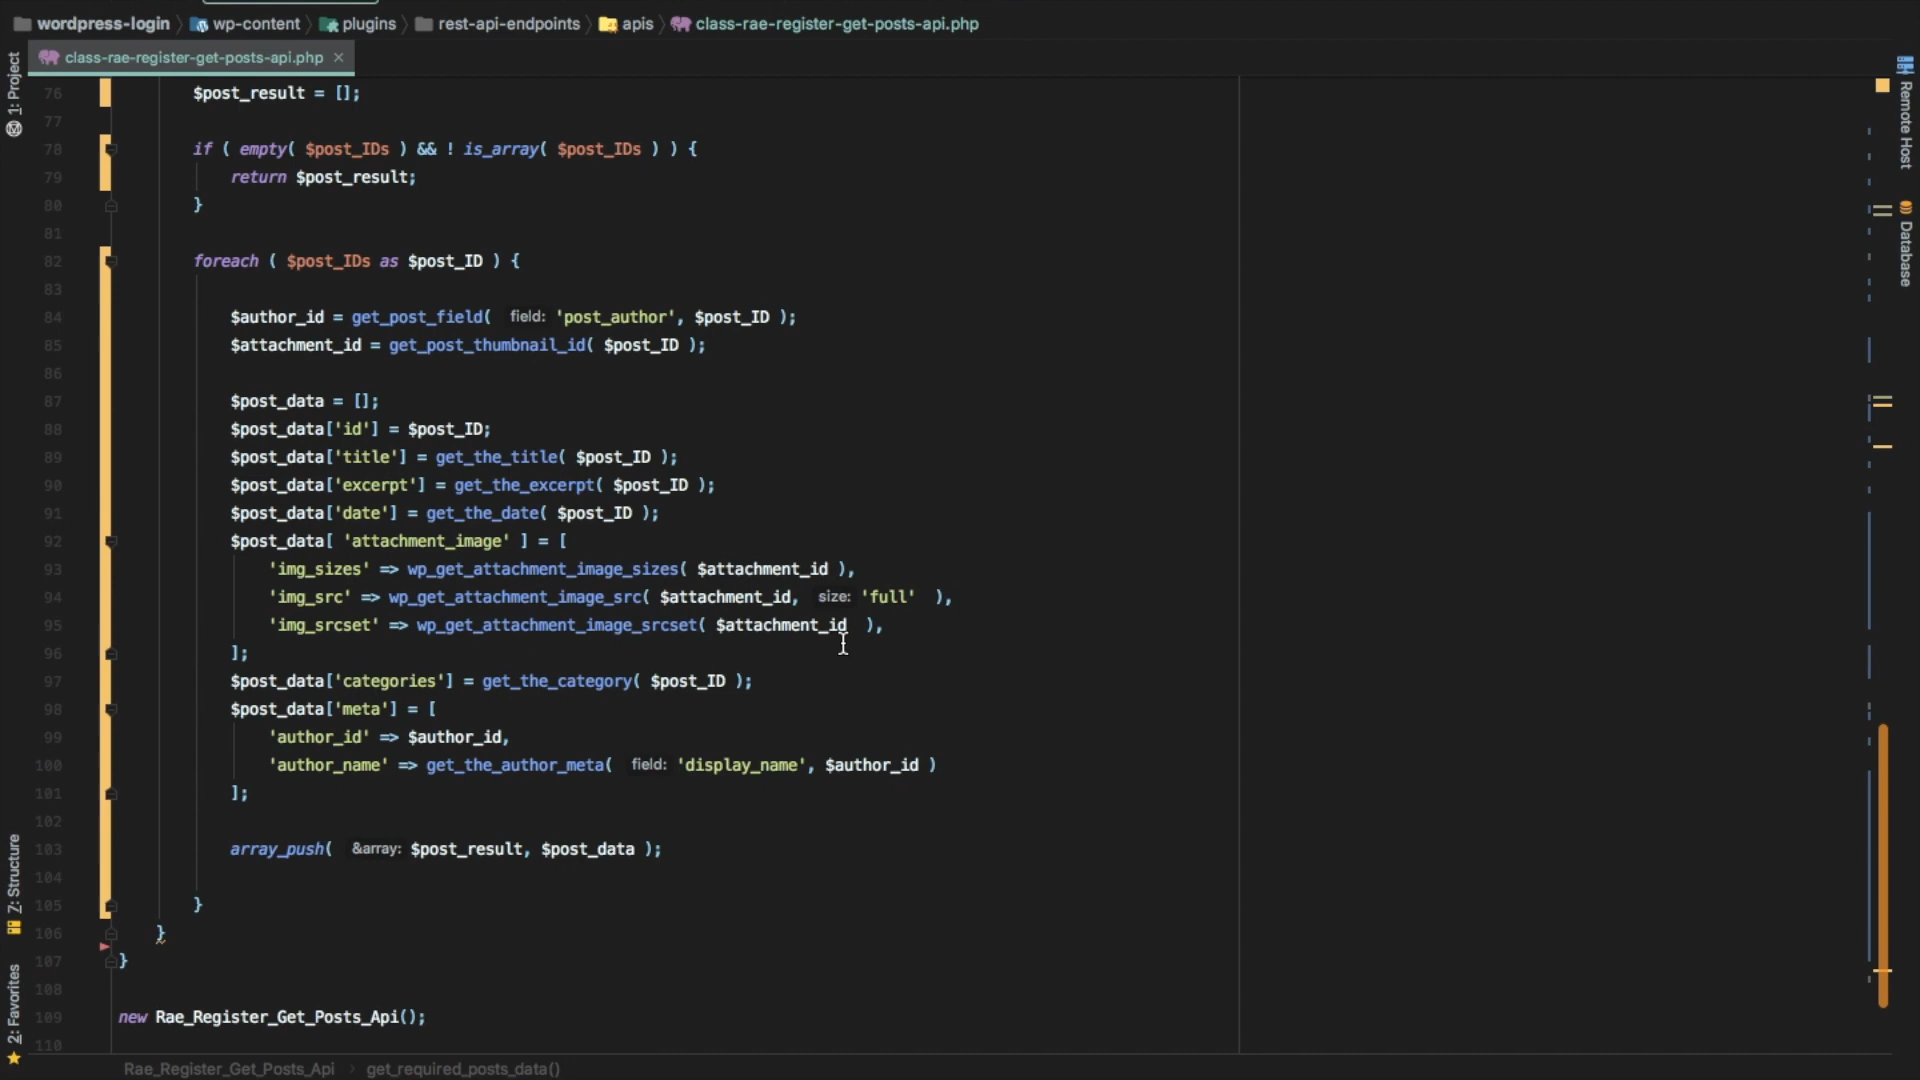 wordpress-login wp-content plugins rest-api-endpoints apis class-rae-register-get-posts-api.php
class-rae-register-get-posts-api.php ×
1: Project
Z: Structure
2: Favorites
76 $post_result = [];
77
78 if ( empty( $post_IDs ) && ! is_array( $post_IDs ) ) {
79 return $post_result;
80 }
81
82 foreach ( $post_IDs as $post_ID ) {
83
84 $author_id = get_post_field( field: 'post_author', $post_ID );
85 $attachment_id = get_post_thumbnail_id( $post_ID );
86
87 $post_data = [];
88 $post_data['id'] = $post_ID;
89 $post_data['title'] = get_the_title( $post_ID );
90 $post_data['excerpt'] = get_the_excerpt( $post_ID );
91 $post_data['date'] = get_the_date( $post_ID );
92 $post_data[ 'attachment_image' ] = [
93 'img_sizes' => wp_get_attachment_image_sizes( $attachment_id ),
94 'img_src' => wp_get_attachment_image_src( $attachment_id, size: 'full' ),
95 'img_srcset' => wp_get_attachment_image_srcset( $attachment_id ),
96 ];
97 $post_data['categories'] = get_the_category( $post_ID );
98 $post_data['meta'] = [
99 'author_id' => $author_id,
100 'author_name' => get_the_author_meta( field: 'display_name', $author_id )
101 ];
102
103 array_push( &array: $post_result, $post_data );
104
105 }
106 }
107 }
108
109 new Rae_Register_Get_Posts_Api();
110
Rae_Register_Get_Posts_Api › get_required_posts_data()
Remote Host
Database